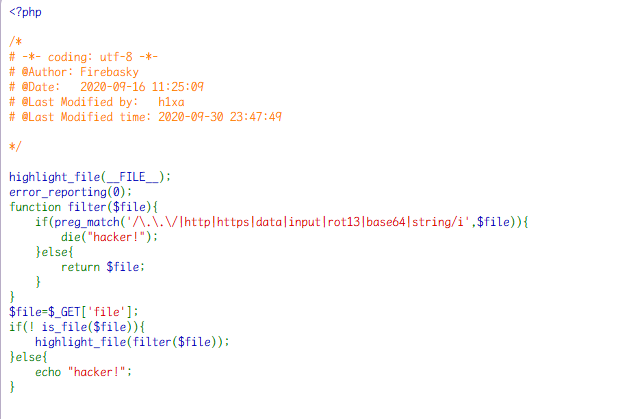 <?php
/*
# -*- coding: utf-8 -*-
# @Author: Firebasky
# @Date:   2020-09-16 11:25:09
# @Last Modified by:   h1xa
# @Last Modified time: 2020-09-30 23:47:49
*/
highlight_file(__FILE__);
error_reporting(0);
function filter($file){
    if(preg_match('/\.\.\/|http|https|data|input|rot13|base64|string/i',$file)){
        die("hacker!");
    }else{
        return $file;
    }
}
$file=$_GET['file'];
if(! is_file($file)){
    highlight_file(filter($file));
}else{
    echo "hacker!";
}